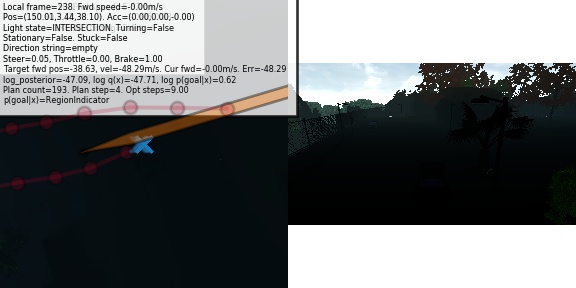 Local frame=238. Fwd speed=-0.00m/s.
Pos=(150.01,3.44,38.10). Acc=(0.00,0.00,-0.00)
Light state=INTERSECTION. Turning=False
Stationary=False. Stuck=False
Direction string=empty
Steer=0.05, Throttle=0.00, Brake=1.00
Target fwd pos=-38.63, vel=-48.29m/s. Cur fwd=-0.00m/s. Err=-48.29
log_posterior=-47.09, log q(x)=-47.71, log p(goal|x)=0.62
Plan count=193. Plan step=4. Opt steps=9.00
p(goal|x)=RegionIndicator